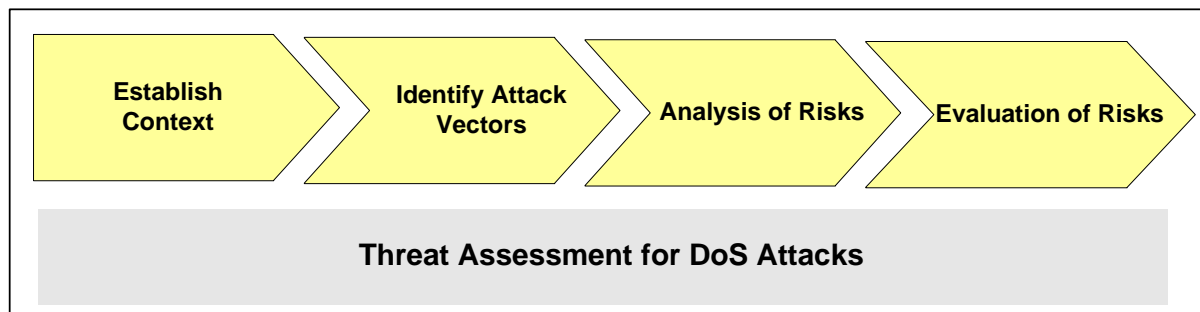 Establish
Context
Identify Attack
Vectors
Analysis of Risks
Evaluation of Risks
Threat Assessment for DoS Attacks